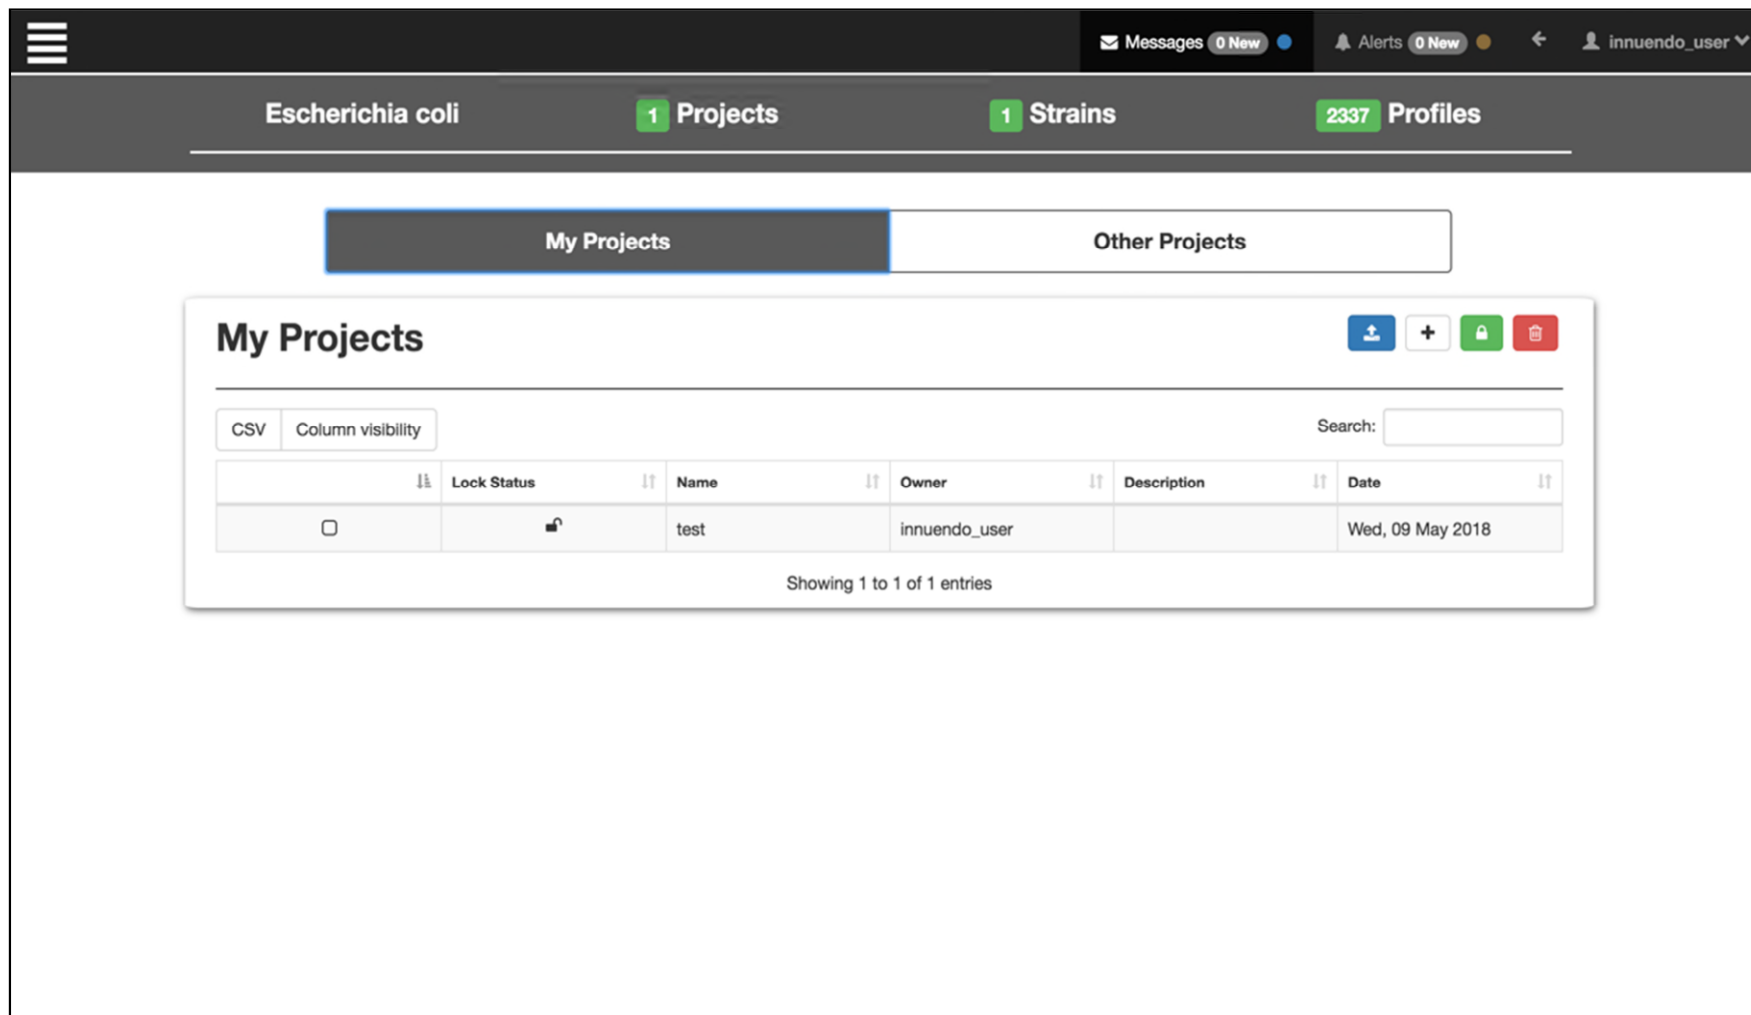 Messages 0 New Alerts 0 New innuendo_user
Escherichia coli 1 Projects 1 Strains 2337 Profiles
My Projects Other Projects
My Projects
CSV Column visibility Search:
Lock Status Name Owner Description Date
test innuendo_user Wed, 09 May 2018
Showing 1 to 1 of 1 entries